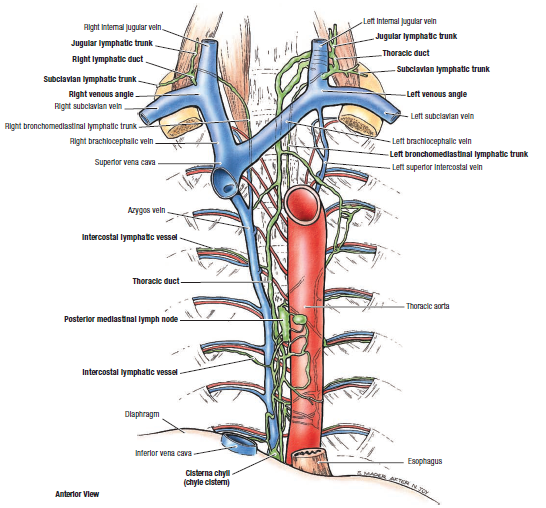 Right internal jugular vein
Jugular lymphatic trunk
Right lymphatic duct
Subclavian lymphatic trunk
Right venous angle
Right subclavian vein
Right bronchomediastinal lymphatic trunk
Right brachiocephalic vein
Superior vena cava
Azygos vein
Intercostal lymphatic vessel
Thoracic duct
Posterior mediastinal lymph node
Intercostal lymphatic vessel
Diaphragm
Inferior vena cava
Cisterna chyli
(chyle cistern)
Anterior View
Left internal jugular vein
Jugular lymphatic trunk
Thoracic duct
Subclavian lymphatic trunk
Left venous angle
Left subclavian vein
Left brachiocephalic vein
Left bronchomediastinal lymphatic trunk
Left superior intercostal vein
Thoracic aorta
Esophagus
S. MADER AFTER N. JOY